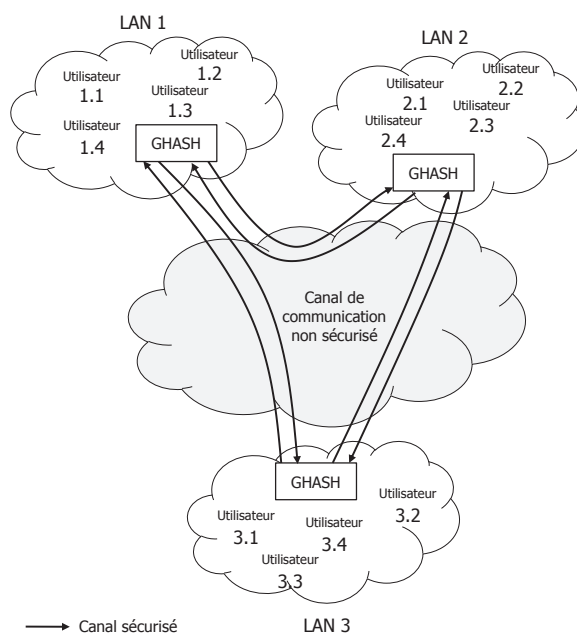 LAN 1
Utilisateur
1.1
Utilisateur
1.2
Utilisateur
1.3
Utilisateur
1.4
GHASH
LAN 2
Utilisateur
2.1
Utilisateur
2.2
Utilisateur
2.3
Utilisateur
2.4
GHASH
Canal de
communication
non sécurisé
GHASH
Utilisateur
3.1
Utilisateur
3.4
Utilisateur
3.2
Utilisateur
3.3
Canal sécurisé
LAN 3